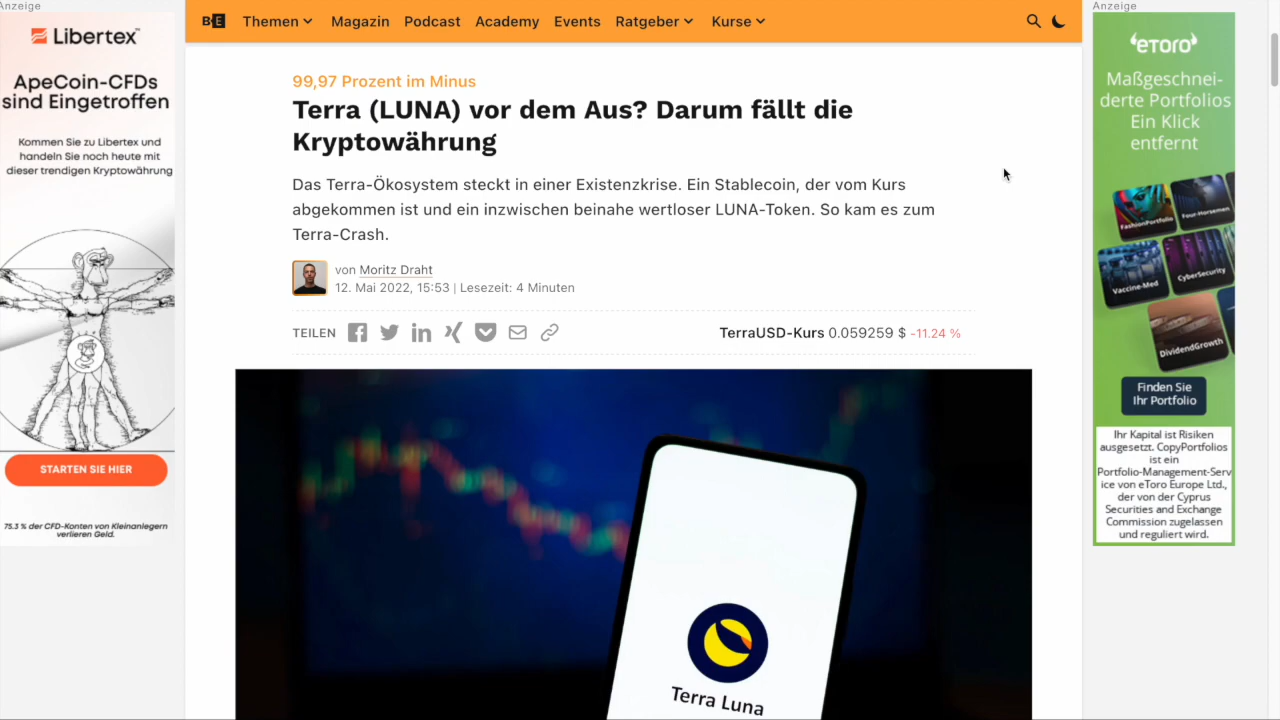 Anzeige
Libertex
ApeCoin-CFDs
sind Eingetroffen
Kommen Sie zu Libertex und
handeln Sie noch heute mit
dieser trendigen Kryptowährung
STARTEN SIE HIER
75.3 % der CFD-Konten von Kleinanlegern
verlieren Geld.
B E Themen Magazin Podcast Academy Events Ratgeber Kurse
99,97 Prozent im Minus
Terra (LUNA) vor dem Aus? Darum fällt die
Kryptowährung
Das Terra-Ökosystem steckt in einer Existenzkrise. Ein Stablecoin, der vom Kurs
abgekommen ist und ein inzwischen beinahe wertloser LUNA-Token. So kam es zum
Terra-Crash.
von Moritz Draht
12. Mai 2022, 15:53 | Lesezeit: 4 Minuten
TEILEN
TerraUSD-Kurs 0.059259 $ -11.24 %
Terra Luna
Anzeige
eToro
Maßgeschnei-
derte Portfolios
Ein Klick
entfernt
FashionPortfolio
Four-Horsemen
Vaccine-Med
CyberSecurity
DividendGrowth
Finden Sie
Ihr Portfolio
Ihr Kapital ist Risiken
ausgesetzt. CopyPortfolios
ist ein
Portfolio-Management-Serv
ice von eToro Europe Ltd.,
der von der Cyprus
Securities and Exchange
Commission zugelassen
und reguliert wird.